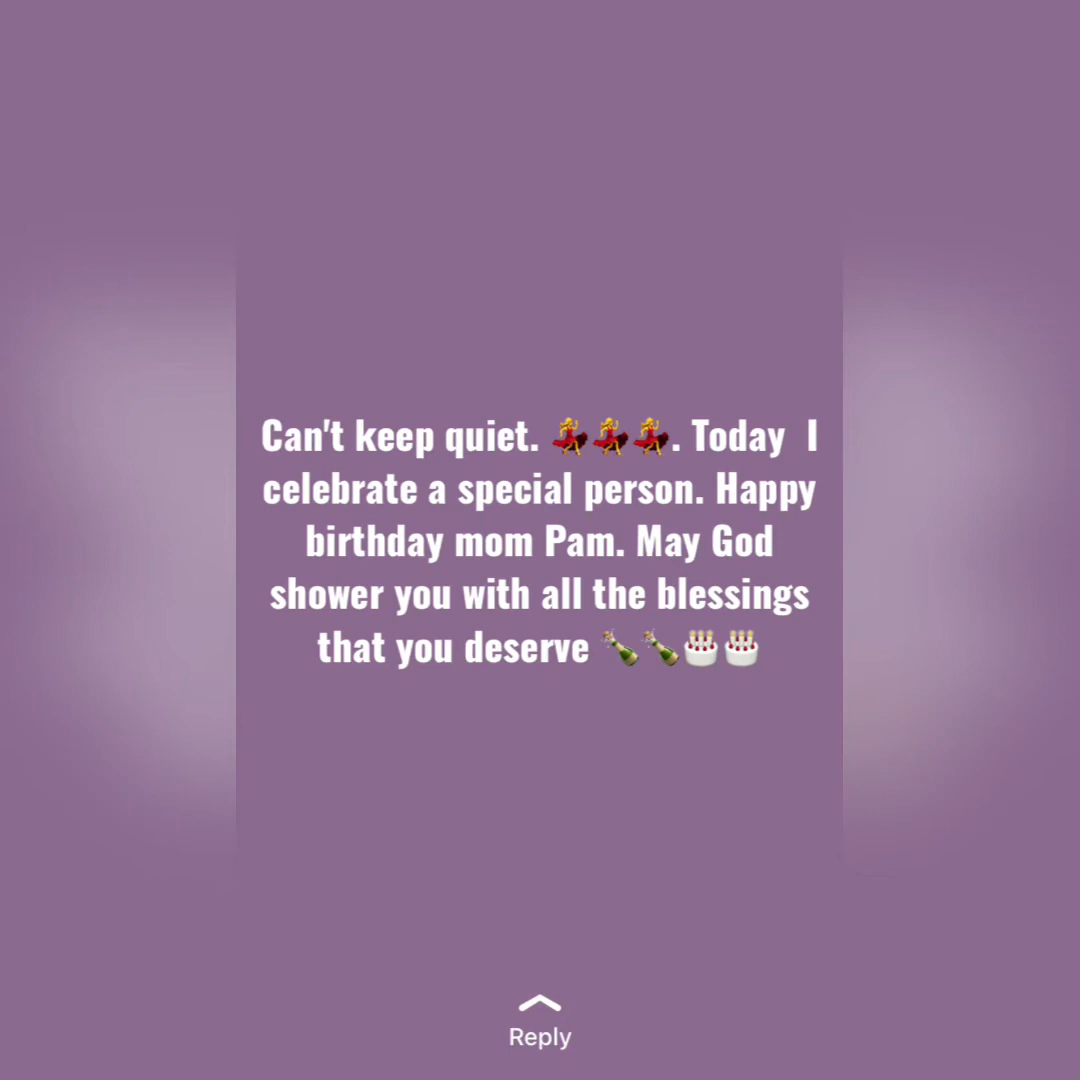 Can't keep quiet. 💃💃💃. Today  I
celebrate a special person. Happy
birthday mom Pam. May God
shower you with all the blessings
that you deserve 🍾🍾🎂🎂
Reply